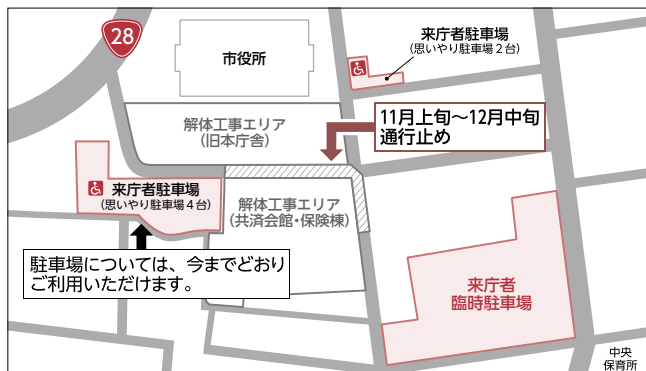 28
市役所
来庁者駐車場
(思いやり駐車場2台)
解体工事エリア
(旧本庁舎)
11月上旬～12月中旬
通行止め
来庁者駐車場
(思いやり駐車場4台)
解体工事エリア
(共済会館・保険棟)
駐車場については、今までどおり
ご利用いただけます。
来庁者
臨時駐車場
中央
保育所